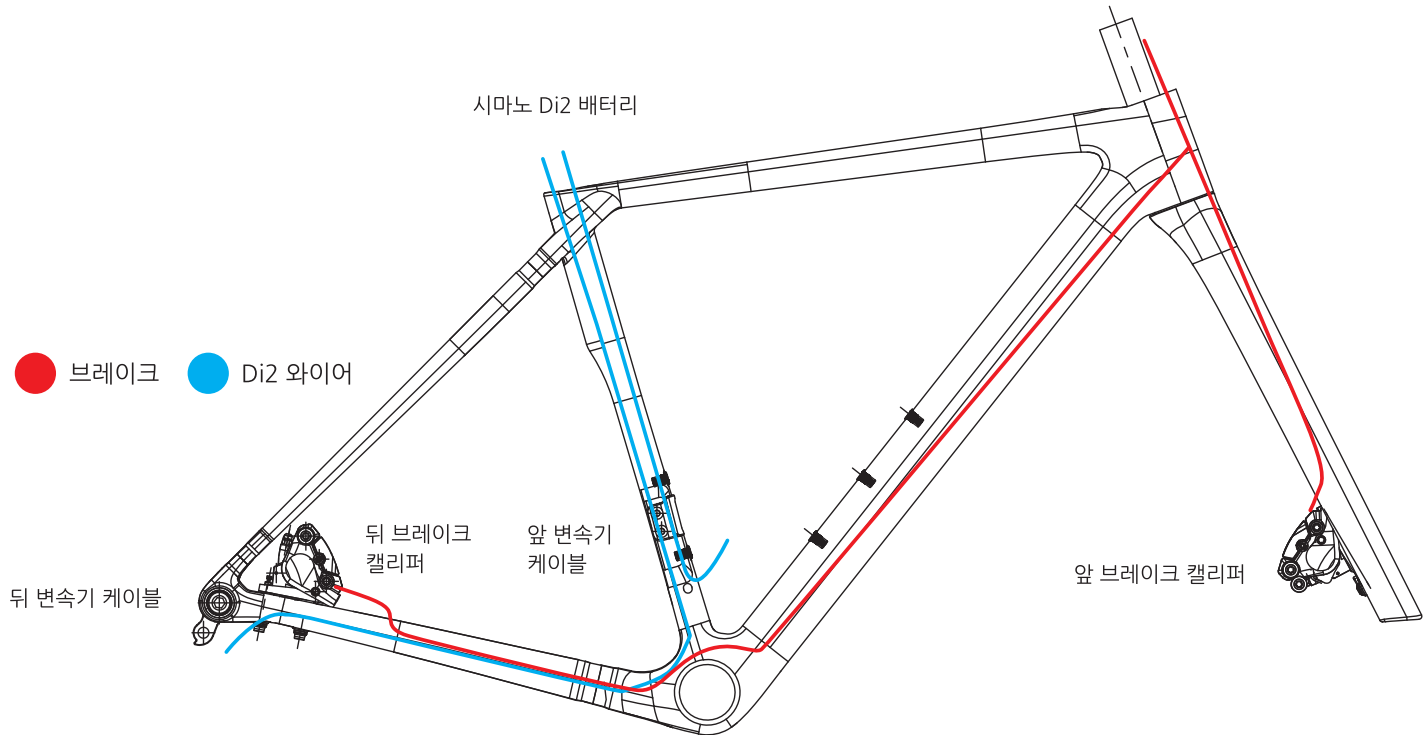 시마노 Di2 배터리
브레이크
Di2 와이어
뒤 브레이크
캘리퍼
앞 변속기
케이블
앞 브레이크 캘리퍼
뒤 변속기 케이블